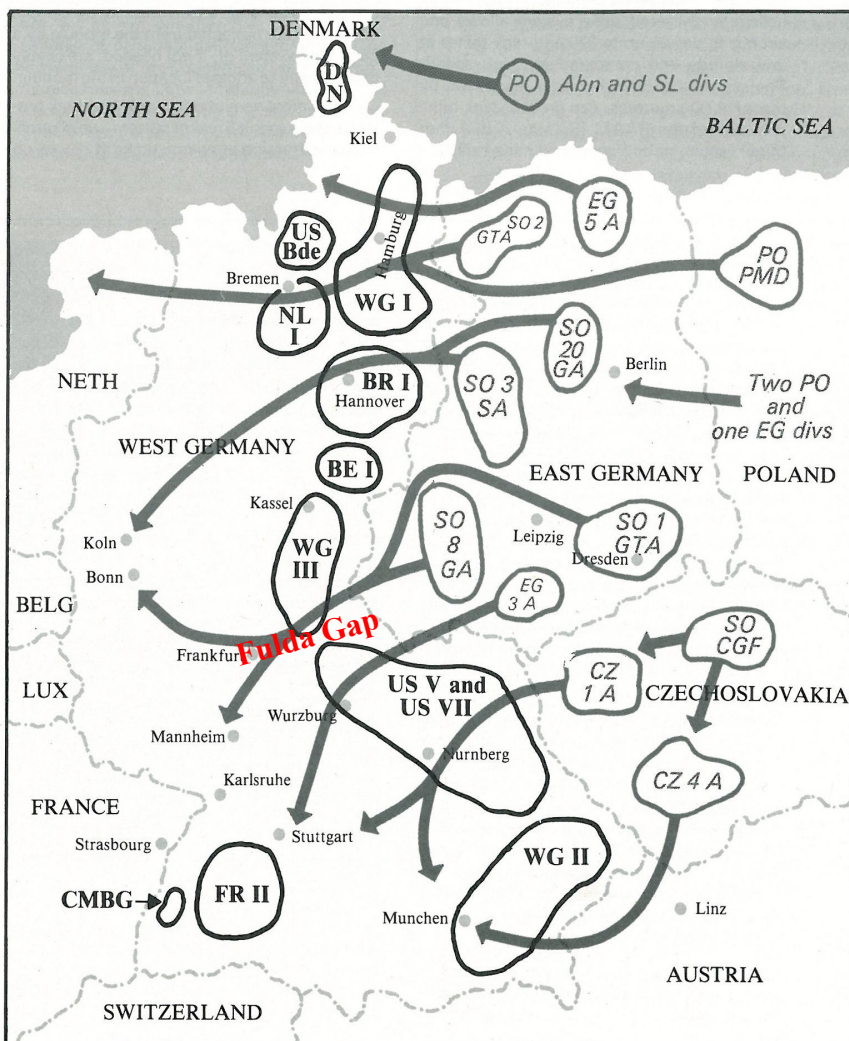 DENMARK
D
N
PO Abn and SL divs
NORTH SEA
BALTIC SEA
Kiel
EG
5 A
US
Bde
Hamburg
GTA SO 2
PO
PMD
Bremen
WG I
NL
I
SO
20
GA
NETH
BR I
Hannover
SO 3
SA
Berlin
Two PO
and
one EG divs
WEST GERMANY
BE I
EAST GERMANY
POLAND
Kassel
SO
8
GA
Leipzig
SO 1
GTA
Dresden
Koln
WG
III
Bonn
EG
3 A
BELG
Fulda Gap
Frankfurt
SO
CGF
LUX
US V and
US VII
CZ
1 A
CZECHOSLOVAKIA
Wurzburg
Mannheim
Nurnberg
CZ 4 A
Karlsruhe
FRANCE
Strasbourg
Stuttgart
WG II
CMBG
FR II
Munchen
Linz
AUSTRIA
SWITZERLAND